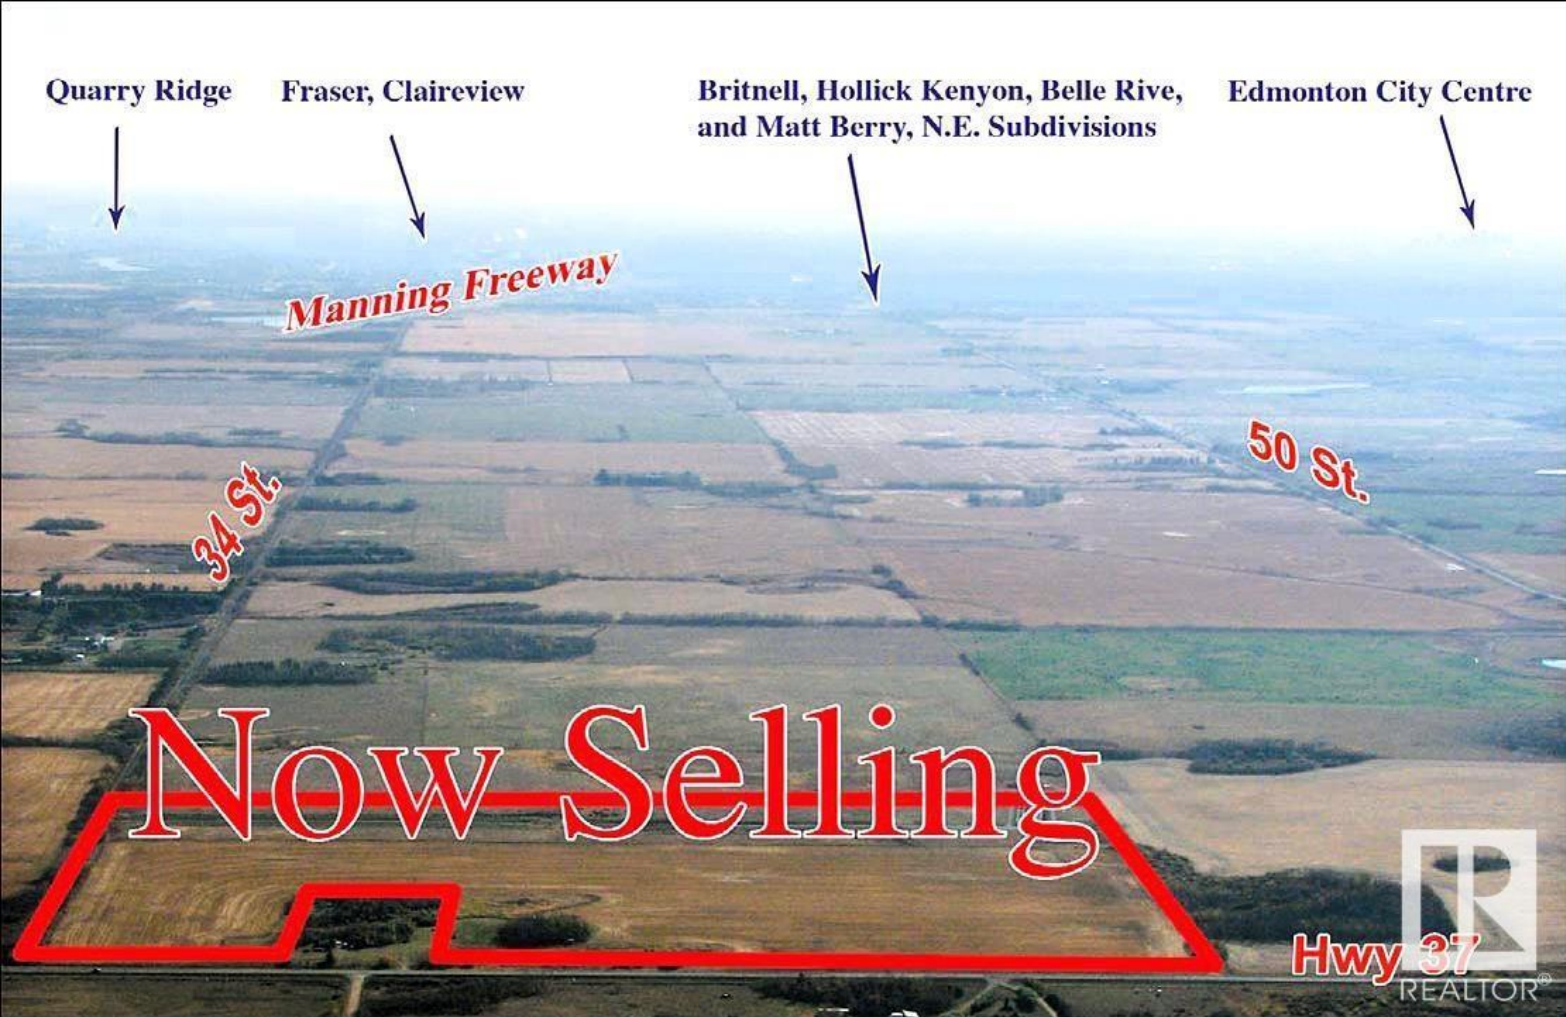 Quarry Ridge
Fraser, Claireview
Britnell, Hollick Kenyon, Belle Rive,
and Matt Berry, N.E. Subdivisions
Edmonton City Centre
Manning Freeway
50 St.
34 St.
Now Selling
Hwy 37
R
REALTOR®